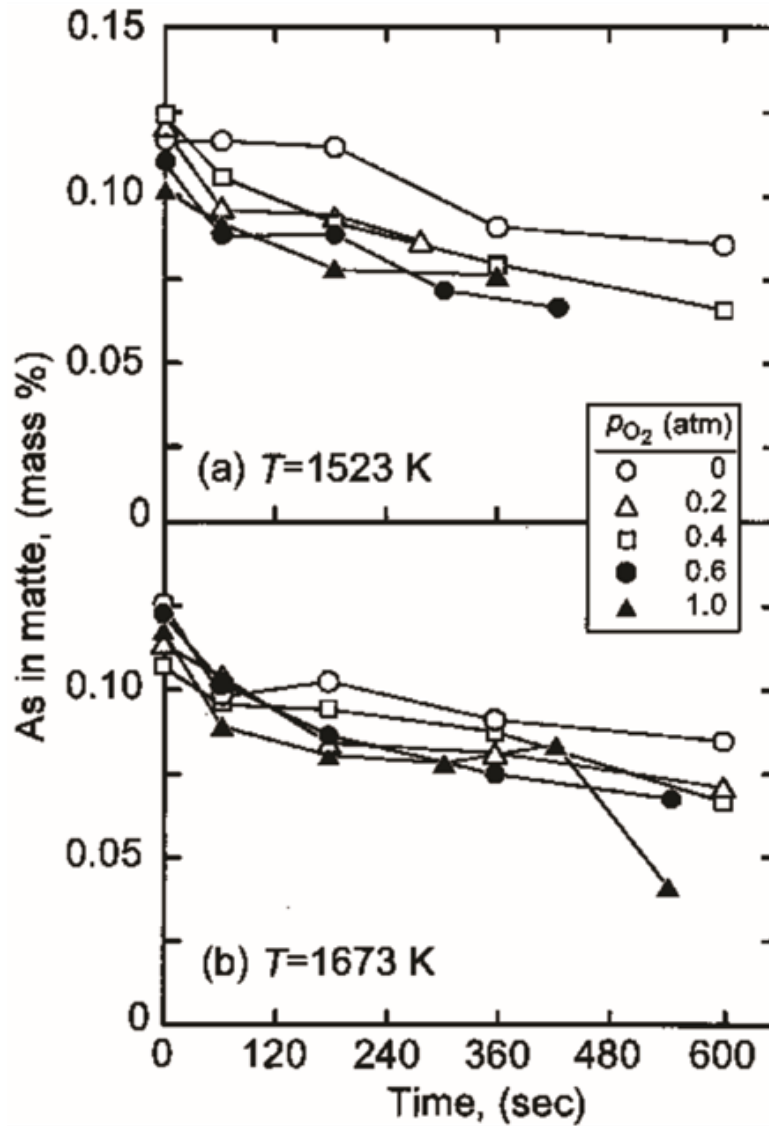 0.15
0.10
0.05
0
(a) T=1523 K
pO₂ (atm)
0
0.2
0.4
0.6
1.0
As in matte, (mass %)
0.10
0.05
0
(b) T=1673 K
0 120 240 360 480 600
Time, (sec)